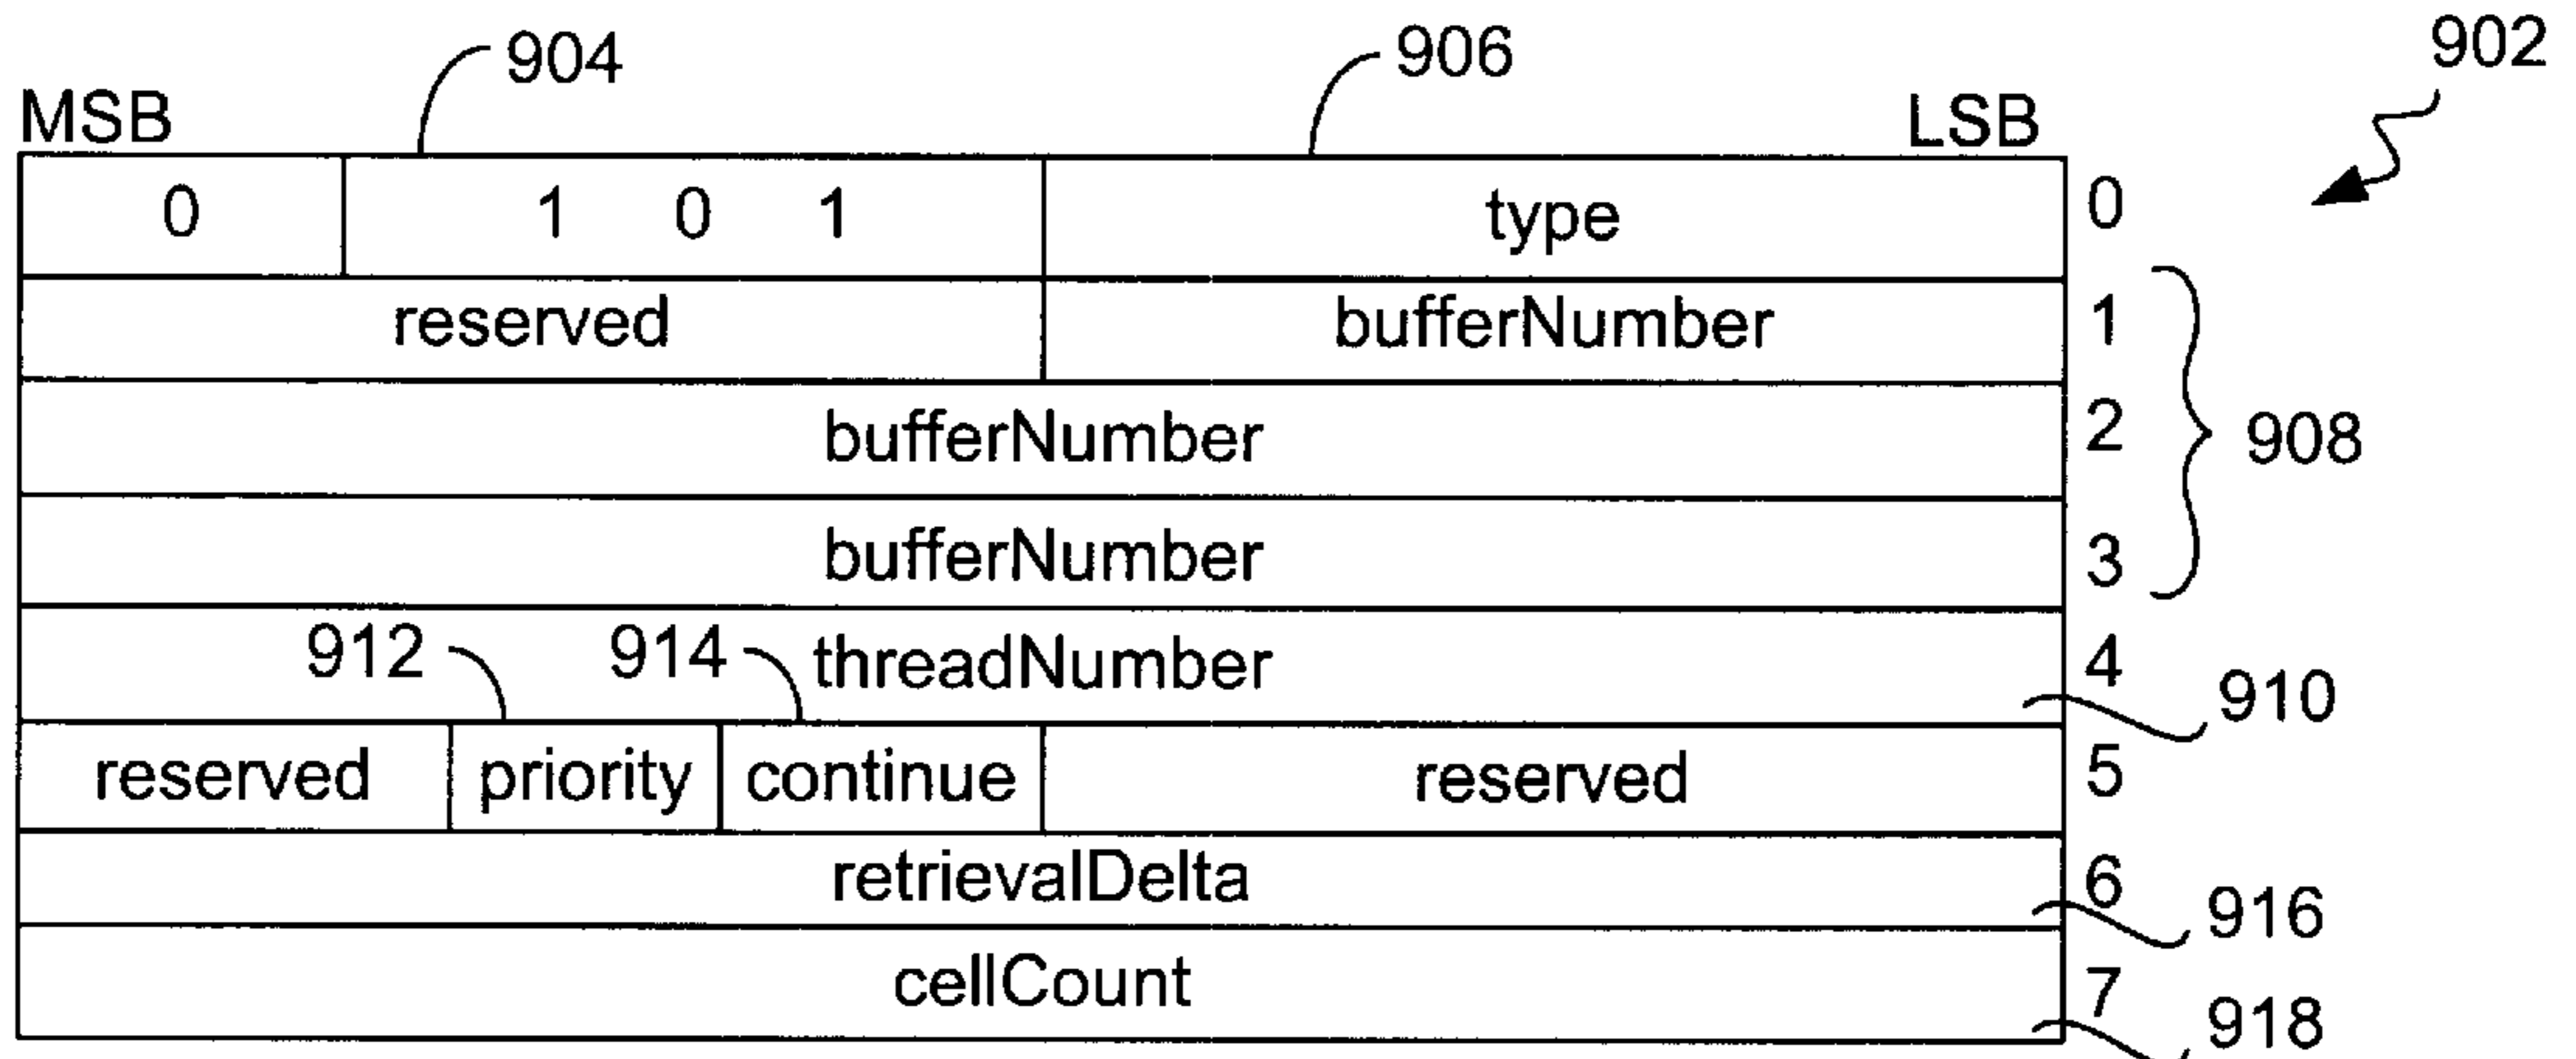 904 906 902
MSB LSB
0 1 0 1 type 0
reserved bufferNumber 1
bufferNumber 2
908
bufferNumber 3
912 914 threadNumber 4
910
reserved priority continue reserved 5
retrievalDelta 6
916
cellCount 7
918